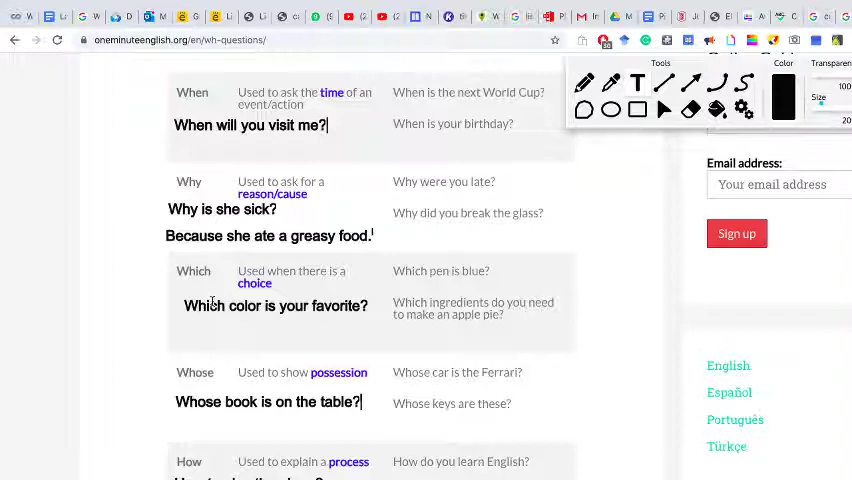 oneminuteenglish.org/en/wh-questions/
Tools
Color
Transparen
100
Size
20
When
Used to ask the time of an
event/action
When is the next World Cup?
When will you visit me?
When is your birthday?
Why
Used to ask for a
reason/cause
Why were you late?
Why is she sick?
Why did you break the glass?
Because she ate a greasy food.
Which
Used when there is a
choice
Which pen is blue?
Which color is your favorite?
Which ingredients do you need
to make an apple pie?
Whose
Used to show possession
Whose car is the Ferrari?
Whose book is on the table?
Whose keys are these?
How
Used to explain a process
How do you learn English?
Email address:
Your email address
Sign up
English
Español
Português
Türkçe